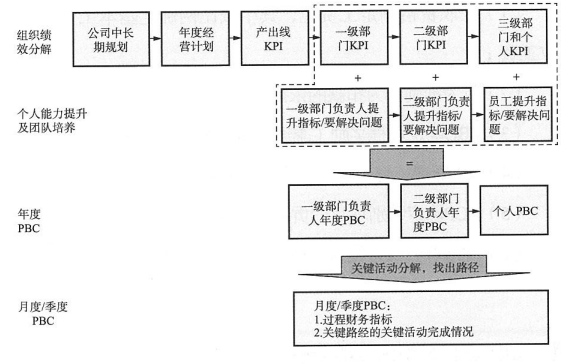 组织绩
效分解
公司中长
期规划
年度经
营计划
产出线
KPI
一级部
门KPI
二级部
门KPI
三级部
门和个
人KPI
+
+
+
个人能力提升
及团队培养
一级部门负责人提
升指标/要解决问题
二级部门负责
人提升指标/
要解决问题
员工提升指
标/要解决问
题
=
年度
PBC
一级部门负责
人年度PBC
二级部门
负责人年
度PBC
个人PBC
关键活动分解，找出路径
月度/季度
PBC
月度/季度PBC：
1.过程财务指标
2.关键路经的关键活动完成情况